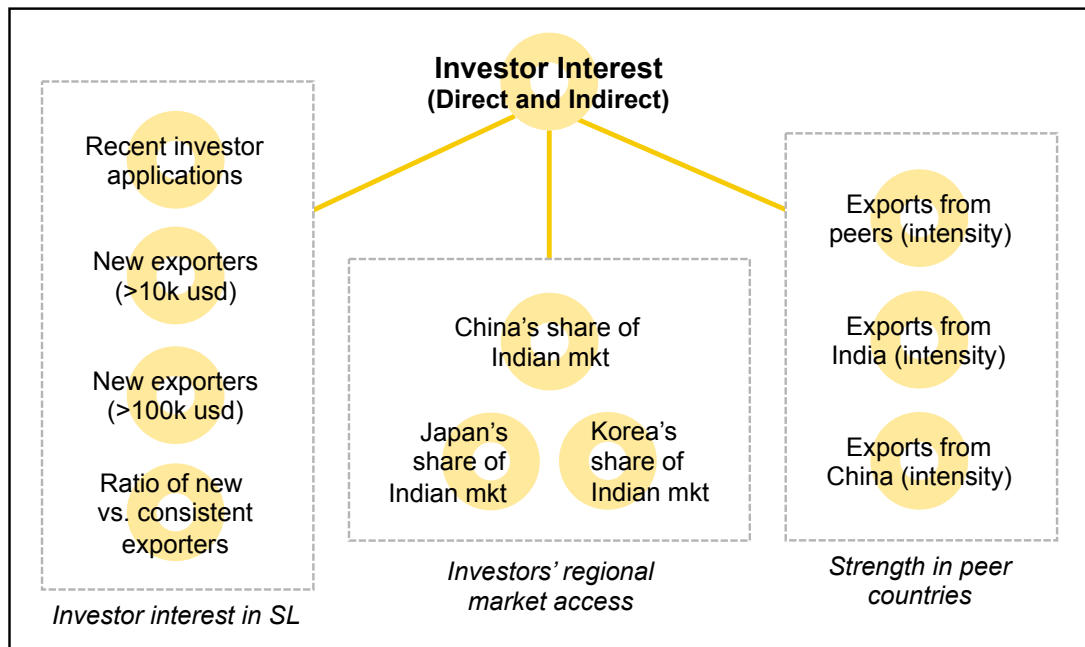 Investor Interest
(Direct and Indirect)
Recent investor
applications
New exporters
(>10k usd)
New exporters
(>100k usd)
Ratio of new
vs. consistent
exporters
Investor interest in SL
China’s share of
Indian mkt
Japan’s
share of
Indian mkt
Korea’s
share of
Indian mkt
Investors’ regional
market access
Exports from
peers (intensity)
Exports from
India (intensity)
Exports from
China (intensity)
Strength in peer
countries